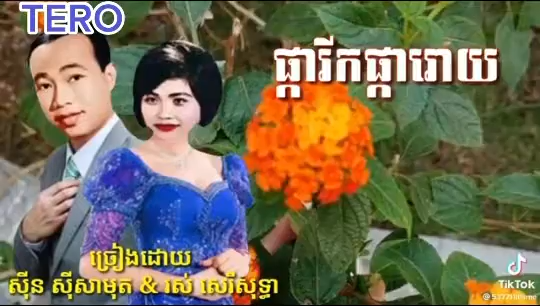 TERO
ផ្ការីកផ្ការោយ
ច្រៀងដោយ
ស៊ីន ស៊ីសាមុត & រស់ សេរីសុទ្ធា
TikTok